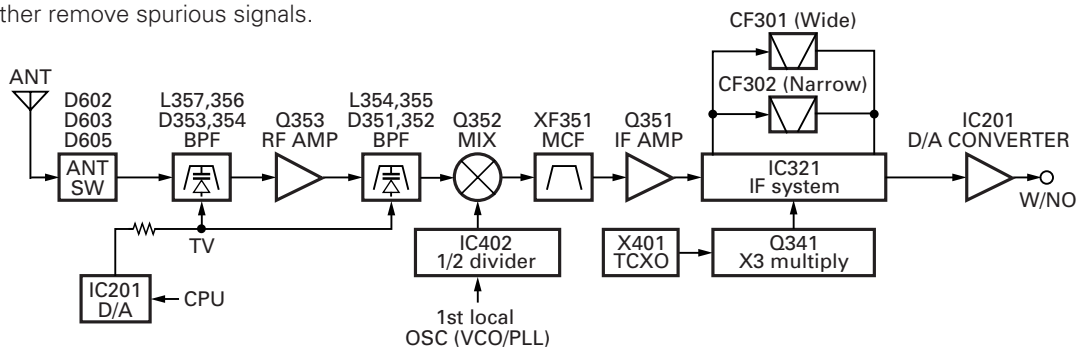 ther remove spurious signals.
CF301 (Wide)
CF302 (Narrow)
ANT
D602
D603
D605
ANT
SW
L357,356
D353,354
BPF
Q353
RF AMP
L354,355
D351,352
BPF
Q352
MIX
XF351
MCF
Q351
IF AMP
IC321
IF system
IC201
D/A CONVERTER
W/NO
TV
IC402
1/2 divider
X401
TCXO
Q341
X3 multiply
IC201
D/A
CPU
1st local
OSC (VCO/PLL)